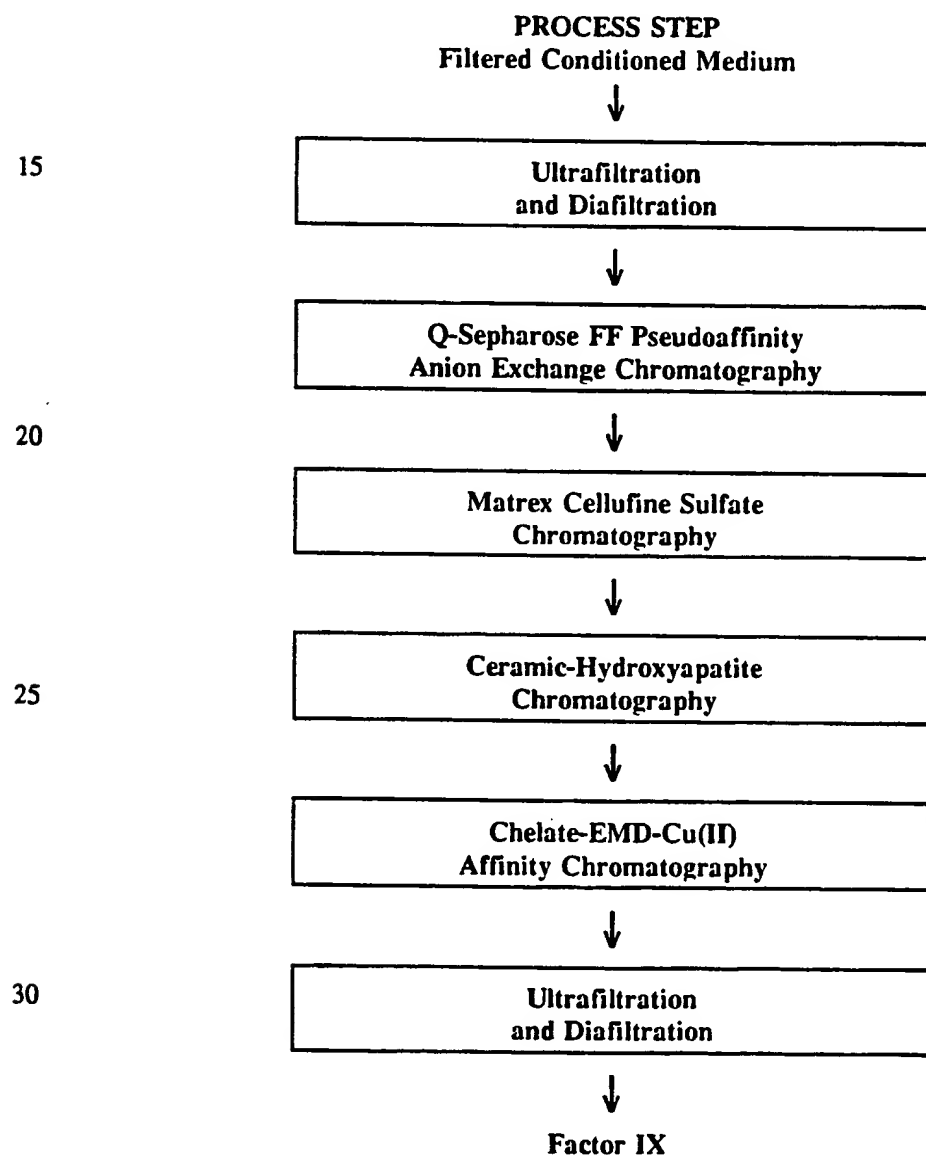 PROCESS STEP
Filtered Conditioned Medium
15
Ultrafiltration
and Diafiltration
Q-Sepharose FF Pseudoaffinity
Anion Exchange Chromatography
20
Matrex Cellufine Sulfate
Chromatography
Ceramic-Hydroxyapatite
25
Chromatography
Chelate-EMD-Cu(II)
Affinity Chromatography
30
Ultrafiltration
and Diafiltration
Factor IX